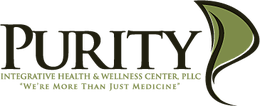 PURITY
INTEGRATIVE HEALTH & WELLNESS CENTER, PLLC
"WE'RE MORE THAN JUST MEDICINE"